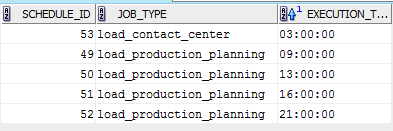 SCHEDULE_ID JOB_TYPE 1 EXECUTION_T...
53 load_contact_center 03:00:00
49 load_production_planning 09:00:00
50 load_production_planning 13:00:00
51 load_production_planning 16:00:00
52 load_production_planning 21:00:00